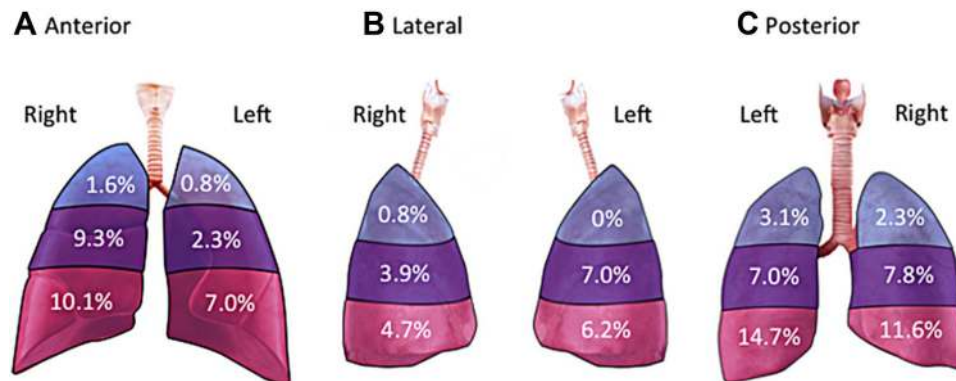 A Anterior
Right
Left
1.6%
0.8%
9.3%
2.3%
10.1%
7.0%
B Lateral
Right
Left
0.8%
0%
3.9%
7.0%
4.7%
6.2%
C Posterior
Left
Right
3.1%
2.3%
7.0%
7.8%
14.7%
11.6%